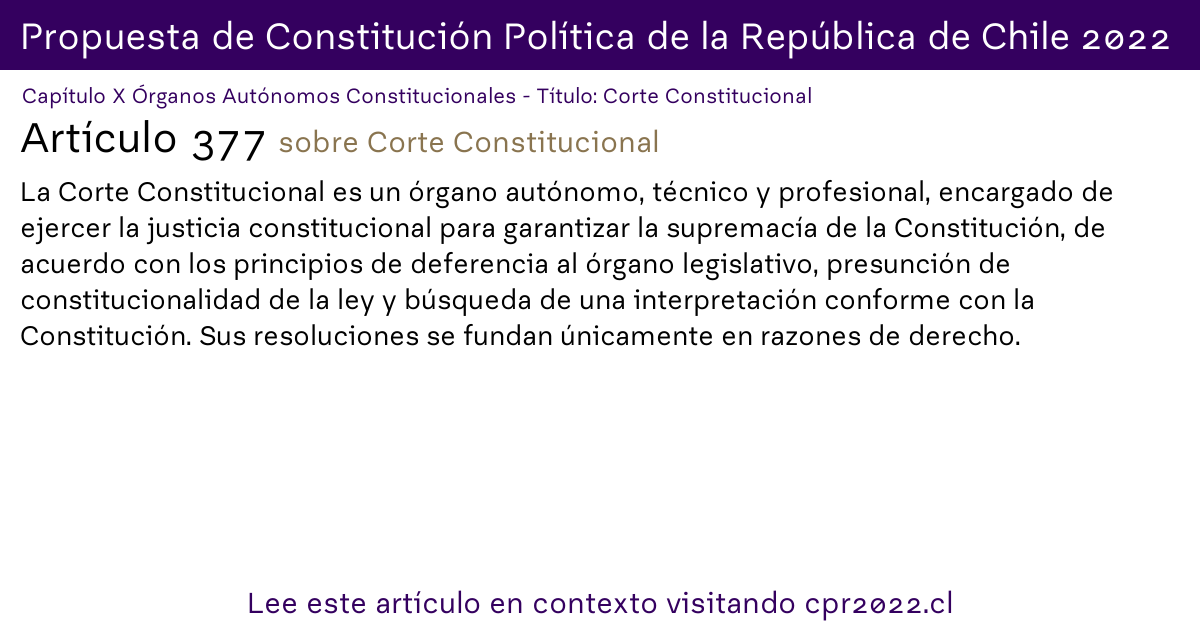 Propuesta de Constitución Política de la República de Chile 2022
Capítulo X Órganos Autónomos Constitucionales - Título: Corte Constitucional
Artículo 377 sobre Corte Constitucional
La Corte Constitucional es un órgano autónomo, técnico y profesional, encargado de
ejercer la justicia constitucional para garantizar la supremacía de la Constitución, de
acuerdo con los principios de deferencia al órgano legislativo, presunción de
constitucionalidad de la ley y búsqueda de una interpretación conforme con la
Constitución. Sus resoluciones se fundan únicamente en razones de derecho.
Lee este artículo en contexto visitando cpr2022.cl